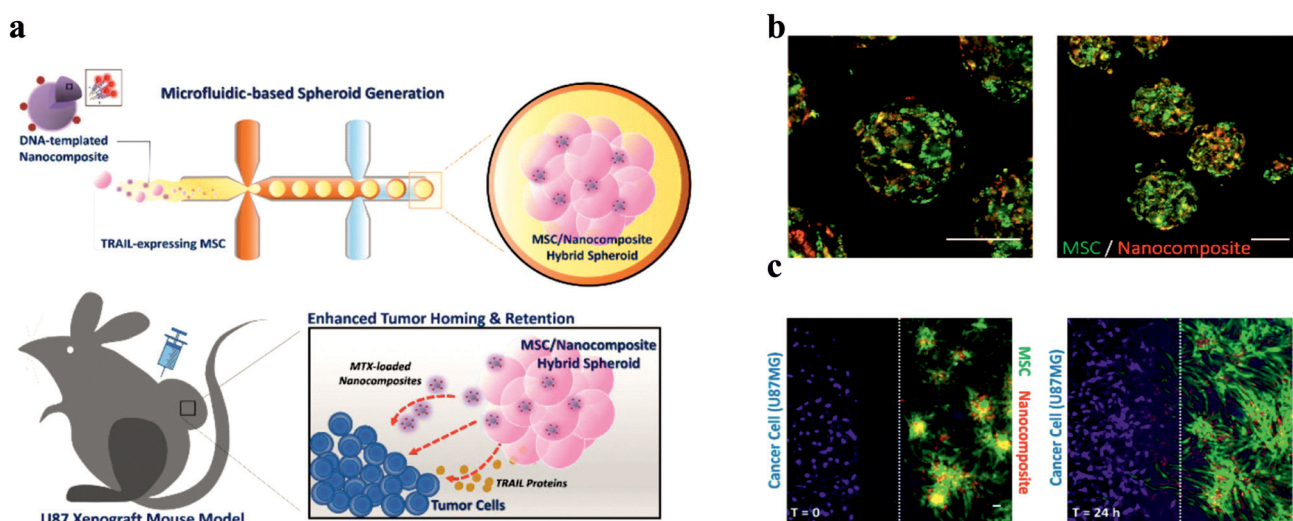 a
Microfluidic-based Spheroid Generation
DNA-templated
Nanocomposite
TRAIL-expressing MSC
MSC/Nanocomposite
Hybrid Spheroid
Enhanced Tumor Homing & Retention
MTX-loaded
Nanocomposites
MSC/Nanocomposite
Hybrid Spheroid
TRAIL Proteins
Tumor Cells
U87 Xenograft Mouse Model
b
MSC / Nanocomposite
c
Cancer Cell (U87MG)
T = 0
MSC Nanocomposite
Cancer Cell (U87MG)
T = 24 h